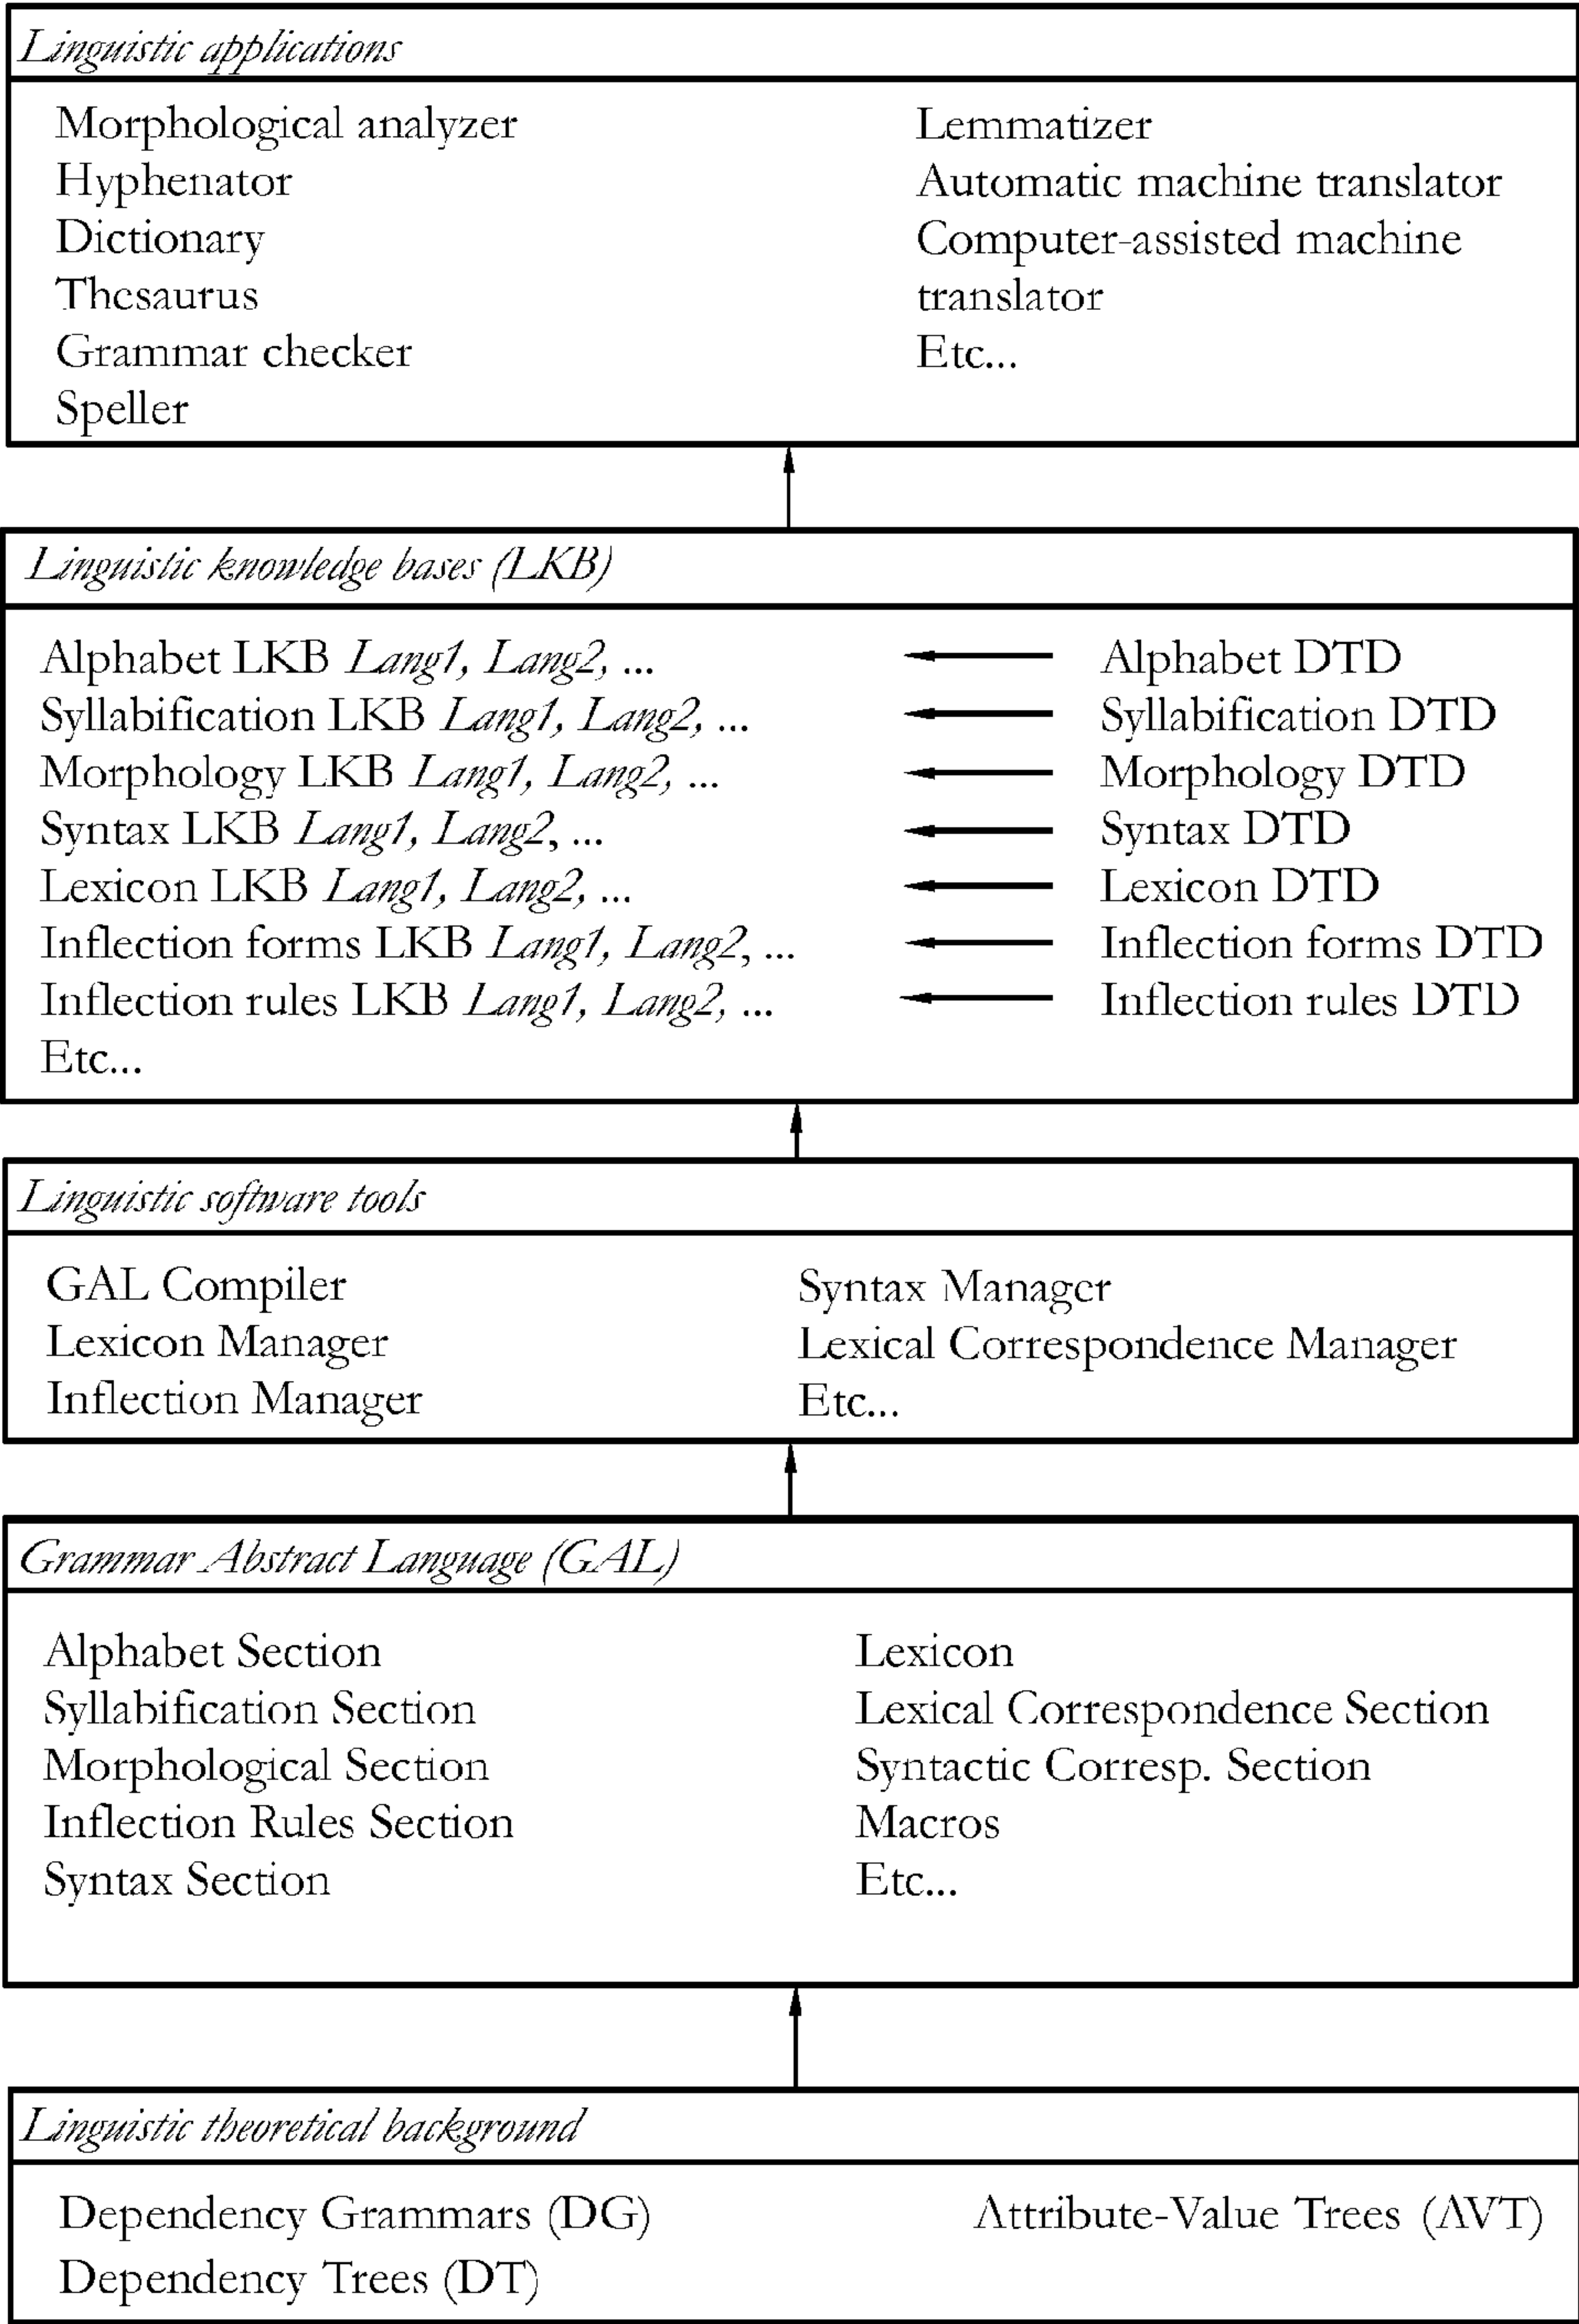 Linguistic applications
Morphological analyzer
Hyphenator
Dictionary
Thesaurus
Grammar checker
Speller
Lemmatizer
Automatic machine translator
Computer-assisted machine
translator
Etc...
Linguistic knowledge bases (LKB)
Alphabet LKB Lang1, Lang2, ...
Alphabet DTD
Syllabification LKB Lang1, Lang2, ...
Syllabification DTD
Morphology LKB Lang1, Lang2, ...
Morphology DTD
Syntax LKB Lang1, Lang2, ...
Syntax DTD
Lexicon LKB Lang1, Lang2, ...
Lexicon DTD
Inflection forms LKB Lang1, Lang2, ...
Inflection forms DTD
Inflection rules LKB Lang1, Lang2, ...
Inflection rules DTD
Etc...
Linguistic software tools
GAL Compiler
Lexicon Manager
Inflection Manager
Syntax Manager
Lexical Correspondence Manager
Etc...
Grammar Abstract Language (GAL)
Alphabet Section
Syllabification Section
Morphological Section
Inflection Rules Section
Syntax Section
Lexicon
Lexical Correspondence Section
Syntactic Corresp. Section
Macros
Etc...
Linguistic theoretical background
Dependency Grammars (DG)
Dependency Trees (DT)
Attribute-Value Trees (AVT)